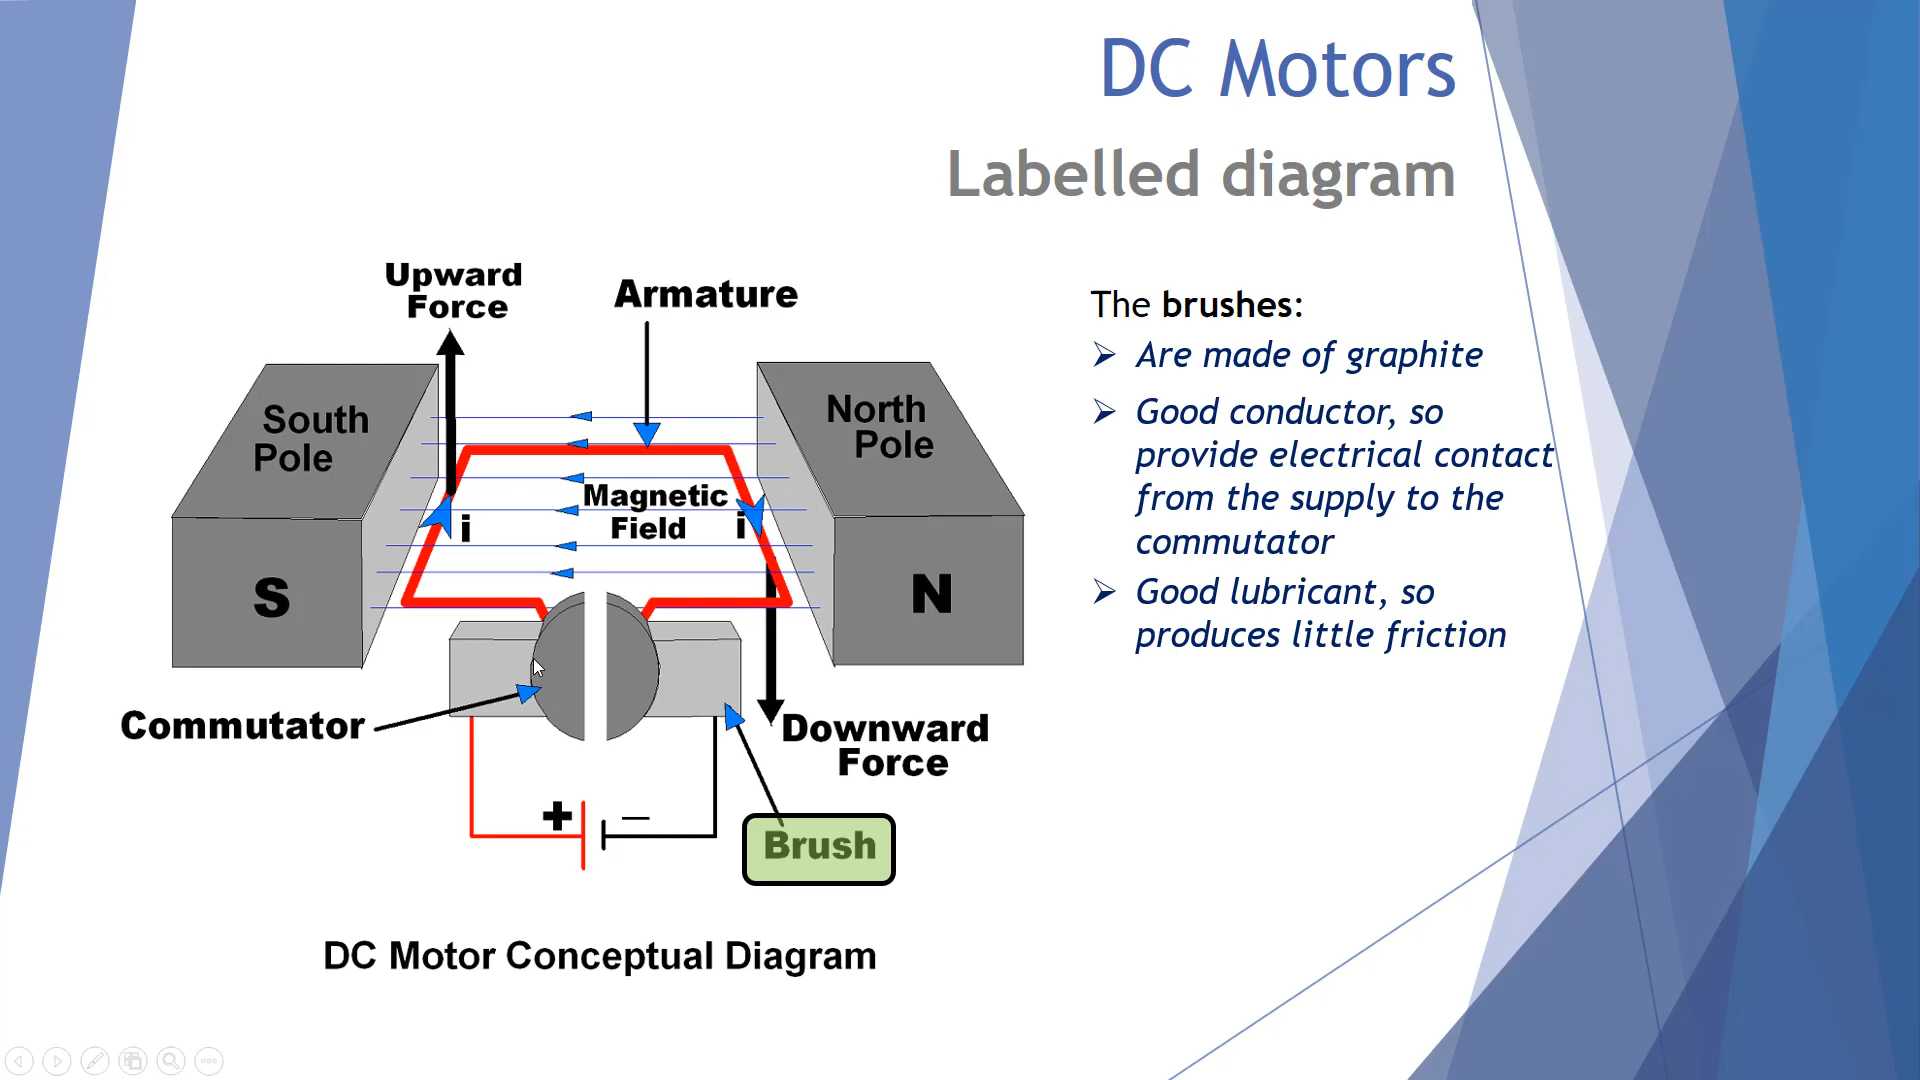 DC Motors
Labelled diagram
Upward
Force
Armature
South
Pole
North
Pole
Magnetic
Field
i
i
S
N
Commutator
Downward
Force
+
−
Brush
DC Motor Conceptual Diagram
The brushes:
Are made of graphite
Good conductor, so
provide electrical contact
from the supply to the
commutator
Good lubricant, so
produces little friction